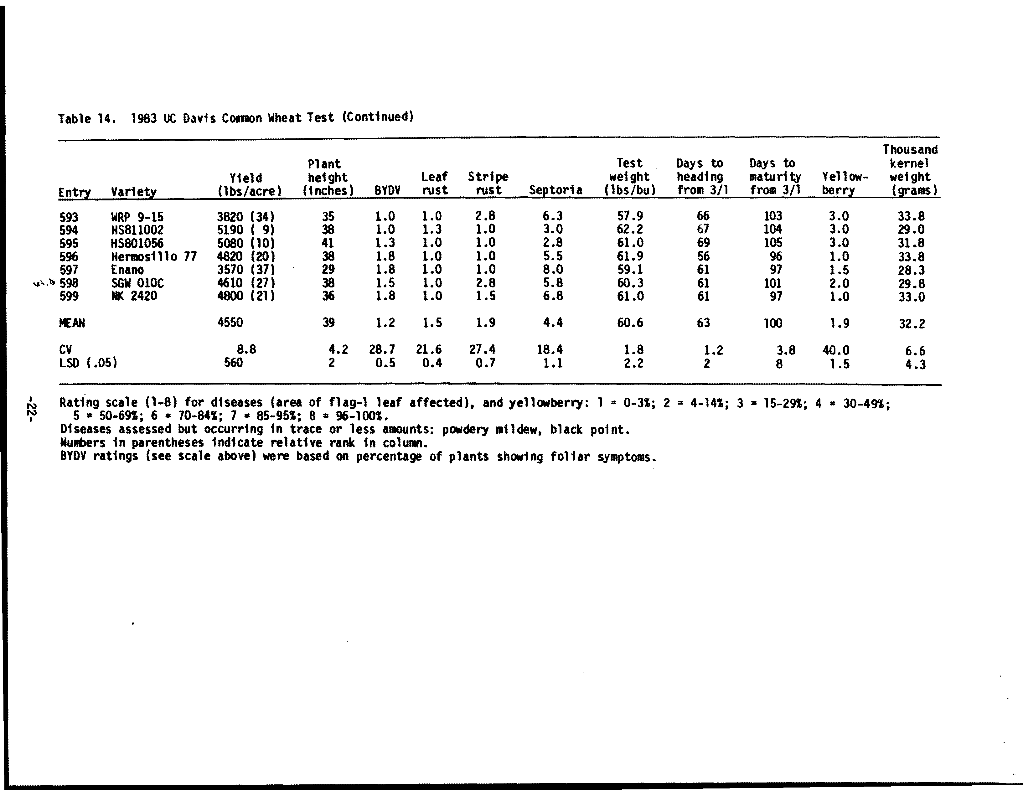 Table 14. 1983 UC Davis Common Wheat Test (Continued)
Thousand
Plant Test Days to Days to kernel
Yield height Leaf Stripe weight heading maturity Yellow- weight
Entry Variety (lbs/acre) (inches) BYDV rust rust Septoria (lbs/bu) from 3/1 from 3/1 berry (grams)
593 WRP 9-15 3820 (34) 35 1.0 1.0 2.8 6.3 57.9 66 103 3.0 33.8
594 HS811002 5190 ( 9) 38 1.0 1.3 1.0 3.0 62.2 67 104 3.0 29.0
595 HS801056 5080 (10) 41 1.3 1.0 1.0 2.8 61.0 69 105 3.0 31.8
596 Hermosillo 77 4820 (20) 38 1.8 1.0 1.0 5.5 61.9 56 96 1.0 33.8
597 Enano 3570 (37) 29 1.8 1.0 1.0 8.0 59.1 61 97 1.5 28.3
598 SGW 010C 4610 (27) 38 1.5 1.0 2.8 5.8 60.3 61 101 2.0 29.8
599 NK 2420 4800 (21) 36 1.8 1.0 1.5 6.8 61.0 61 97 1.0 33.0
MEAN 4550 39 1.2 1.5 1.9 4.4 60.6 63 100 1.9 32.2
CV 8.8 4.2 28.7 21.6 27.4 18.4 1.8 1.2 3.8 40.0 6.6
LSD (.05) 560 2 0.5 0.4 0.7 1.1 2.2 2 8 1.5 4.3
Rating scale (1-8) for diseases (area of flag-1 leaf affected), and yellowberry: 1 = 0-3%; 2 = 4-14%; 3 = 15-29%; 4 = 30-49%;
5 = 50-69%; 6 = 70-84%; 7 = 85-95%; 8 = 96-100%.
Diseases assessed but occurring in trace or less amounts: powdery mildew, black point.
Numbers in parentheses indicate relative rank in column.
BYDV ratings (see scale above) were based on percentage of plants showing foliar symptoms.
-22-